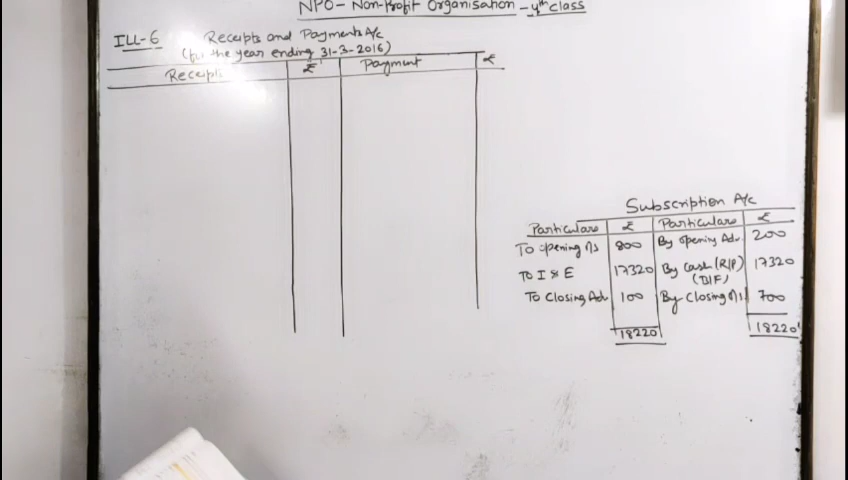 NPO - Non-Profit Organisation - 4th class
ILL-6 Receipts and Payments A/c
(for the year ending 31-3-2016)
Receipts ₹ Payment ₹
Subscription A/c
Particulars ₹ Particulars ₹
To opening o/s 800 By opening Adv 200
To I & E 17320 By Cash (R/P) 17320
(B/F)
To Closing Adv 100 By Closing o/s 700
18220 18220